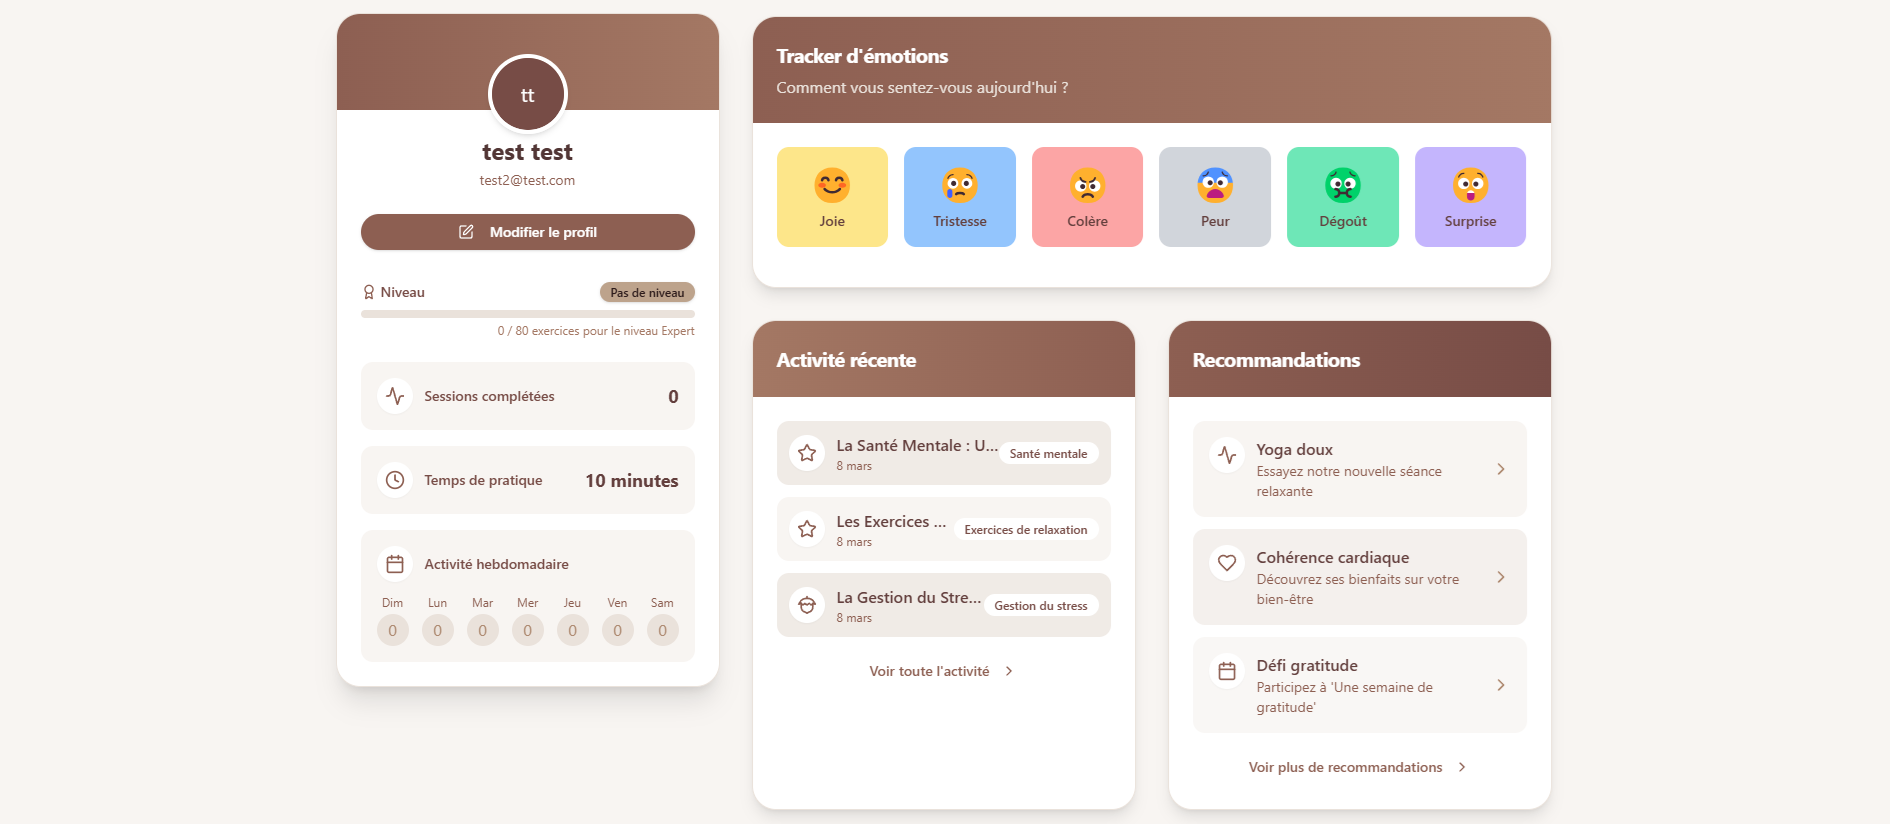 tt
test test
test2@test.com
Modifier le profil
Niveau
Pas de niveau
0 / 80 exercices pour le niveau Expert
Sessions complétées
0
Temps de pratique
10 minutes
Activité hebdomadaire
Dim Lun Mar Mer Jeu Ven Sam
0 0 0 0 0 0 0
Tracker d'émotions
Comment vous sentez-vous aujourd'hui ?
Joie
Tristesse
Colère
Peur
Dégoût
Surprise
Activité récente
La Santé Mentale : U...
8 mars
Santé mentale
Les Exercices ...
8 mars
Exercices de relaxation
La Gestion du Stre...
8 mars
Gestion du stress
Voir toute l'activité
Recommandations
Yoga doux
Essayez notre nouvelle séance
relaxante
Cohérence cardiaque
Découvrez ses bienfaits sur votre
bien-être
Défi gratitude
Participez à 'Une semaine de
gratitude'
Voir plus de recommandations